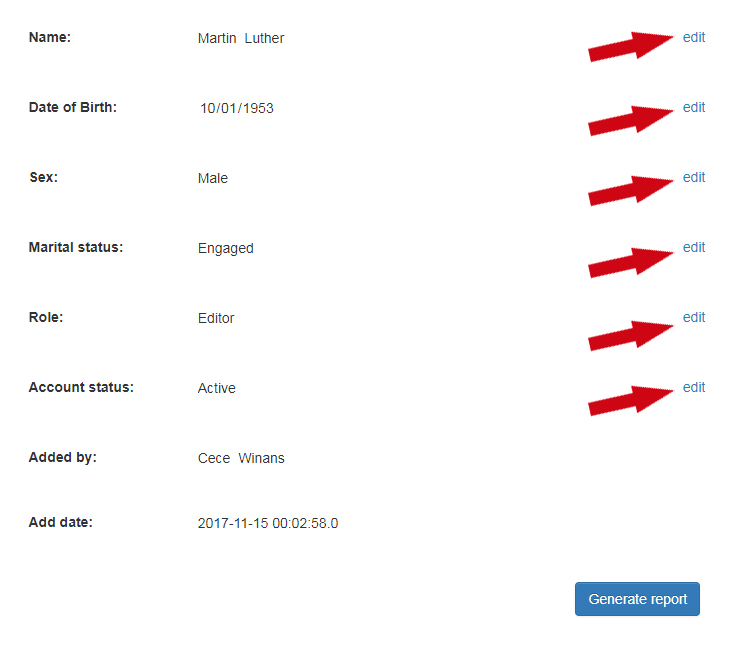 Name: Martin Luther edit
Date of Birth: 10/01/1953 edit
Sex: Male edit
Marital status: Engaged edit
Role: Editor edit
Account status: Active edit
Added by: Cece Winans
Add date: 2017-11-15 00:02:58.0
Generate report